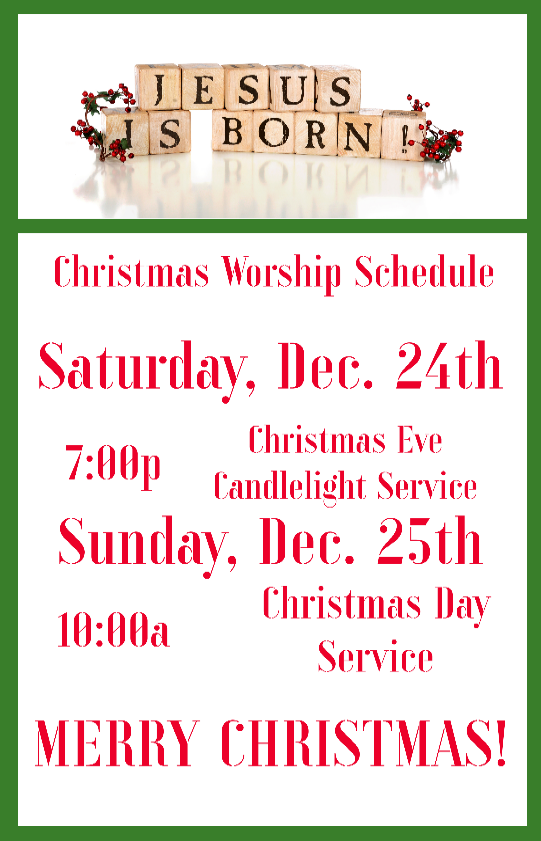 JESUS
IS BORN!
Christmas Worship Schedule
Saturday, Dec. 24th
7:00p
Christmas Eve
Candlelight Service
Sunday, Dec. 25th
10:00a
Christmas Day
Service
MERRY CHRISTMAS!